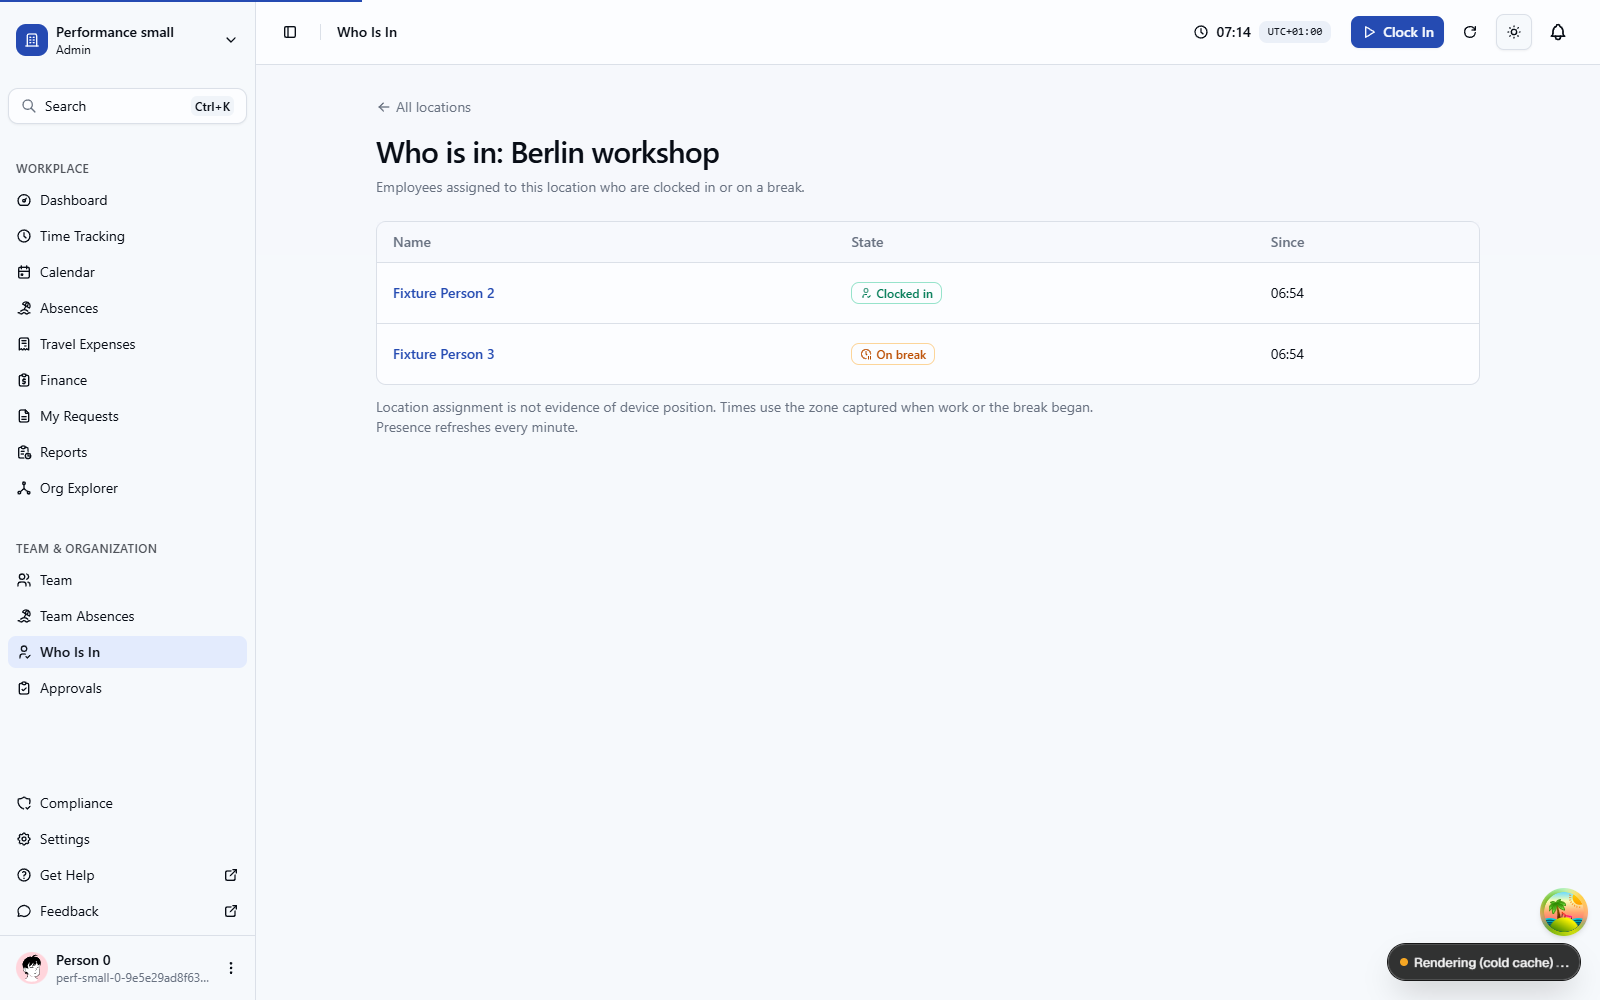 Performance small
Admin
Search
Ctrl+K
WORKPLACE
Dashboard
Time Tracking
Calendar
Absences
Travel Expenses
Finance
My Requests
Reports
Org Explorer
TEAM & ORGANIZATION
Team
Team Absences
Who Is In
Approvals
Compliance
Settings
Get Help
Feedback
Person 0
perf-small-0-9e5e29ad8f63...
Who Is In
07:14
UTC+01:00
Clock In
All locations
Who is in: Berlin workshop
Employees assigned to this location who are clocked in or on a break.
Name State Since
Fixture Person 2 Clocked in 06:54
Fixture Person 3 On break 06:54
Location assignment is not evidence of device position. Times use the zone captured when work or the break began.
Presence refreshes every minute.
Rendering (cold cache) ...